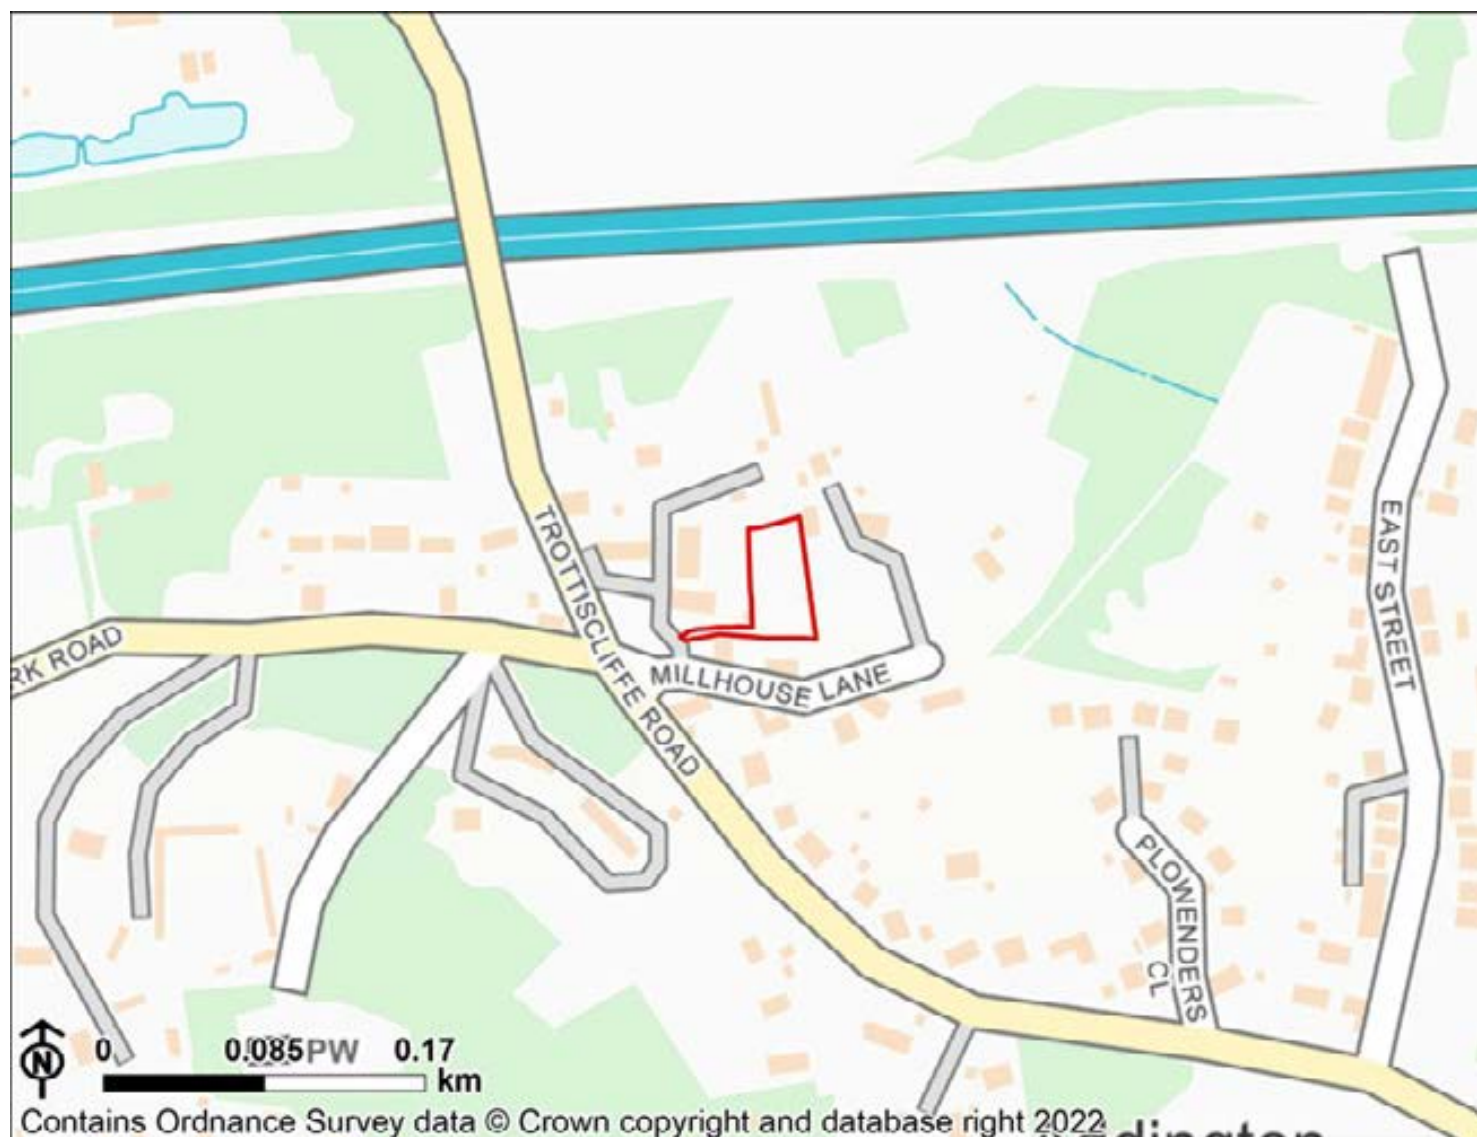 TROTTISCLIFFE ROAD
EAST STREET
RK ROAD
MILLHOUSE LANE
PLOWENDERS
CL
0 0.085 PW 0.17
km
N
Contains Ordnance Survey data © Crown copyright and database right 2022